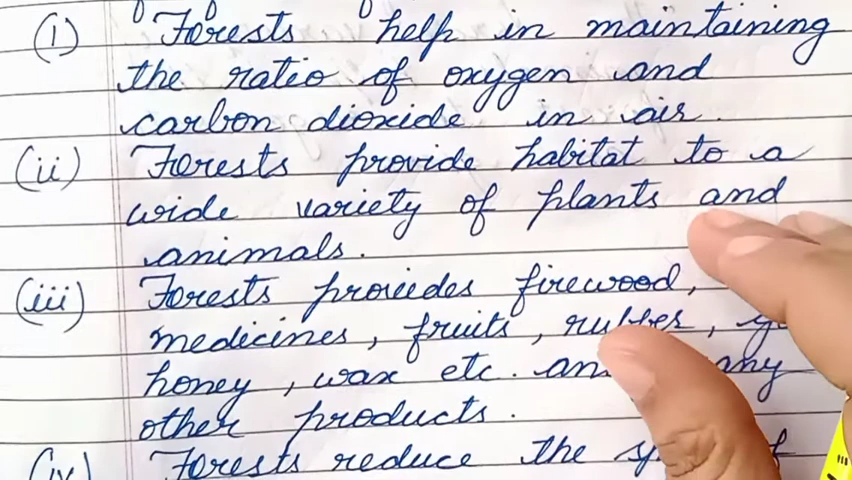 (i) Forests help in maintaining
the ratio of oxygen and
carbon dioxide in air.
(ii) Forests provide habitat to a
wide variety of plants and
animals.
(iii) Forests provides firewood,
medicines, fruits, rubber,
honey, wax etc. and
other products.
(iv) Forests reduce the